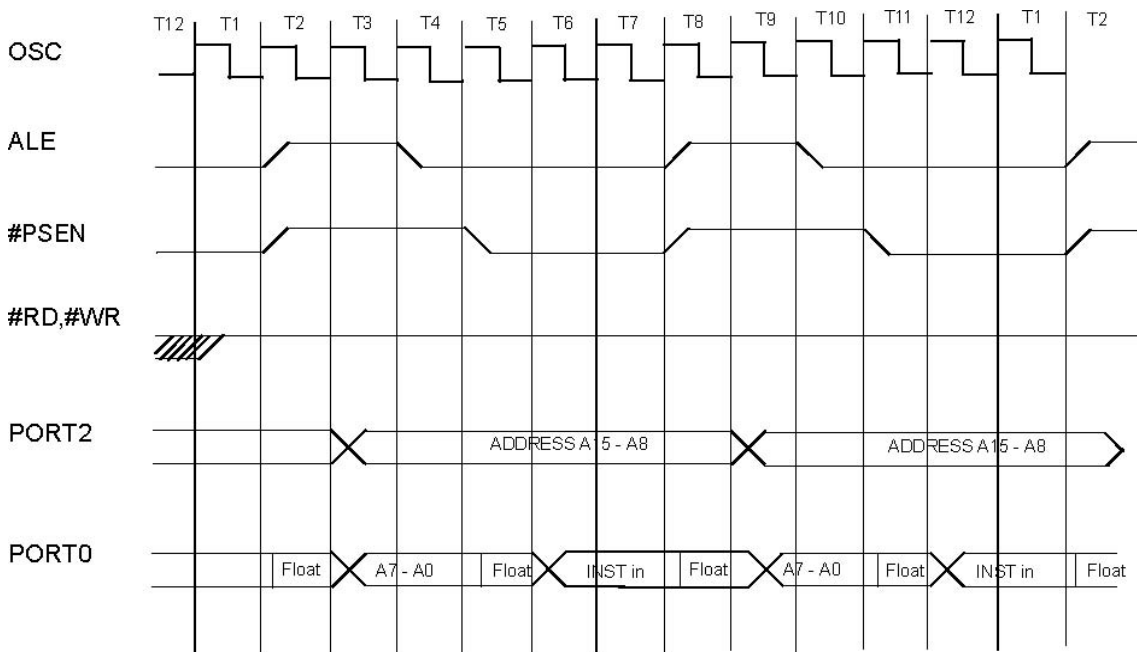 T12 T1 T2 T3 T4 T5 T6 T7 T8 T9 T10 T11 T12 T1 T2
OSC
ALE
#PSEN
#RD,#WR
PORT2 ADDRESS A15 - A8 ADDRESS A15 - A8
PORT0 Float A7 - A0 Float INST in Float A7 - A0 Float INST in Float